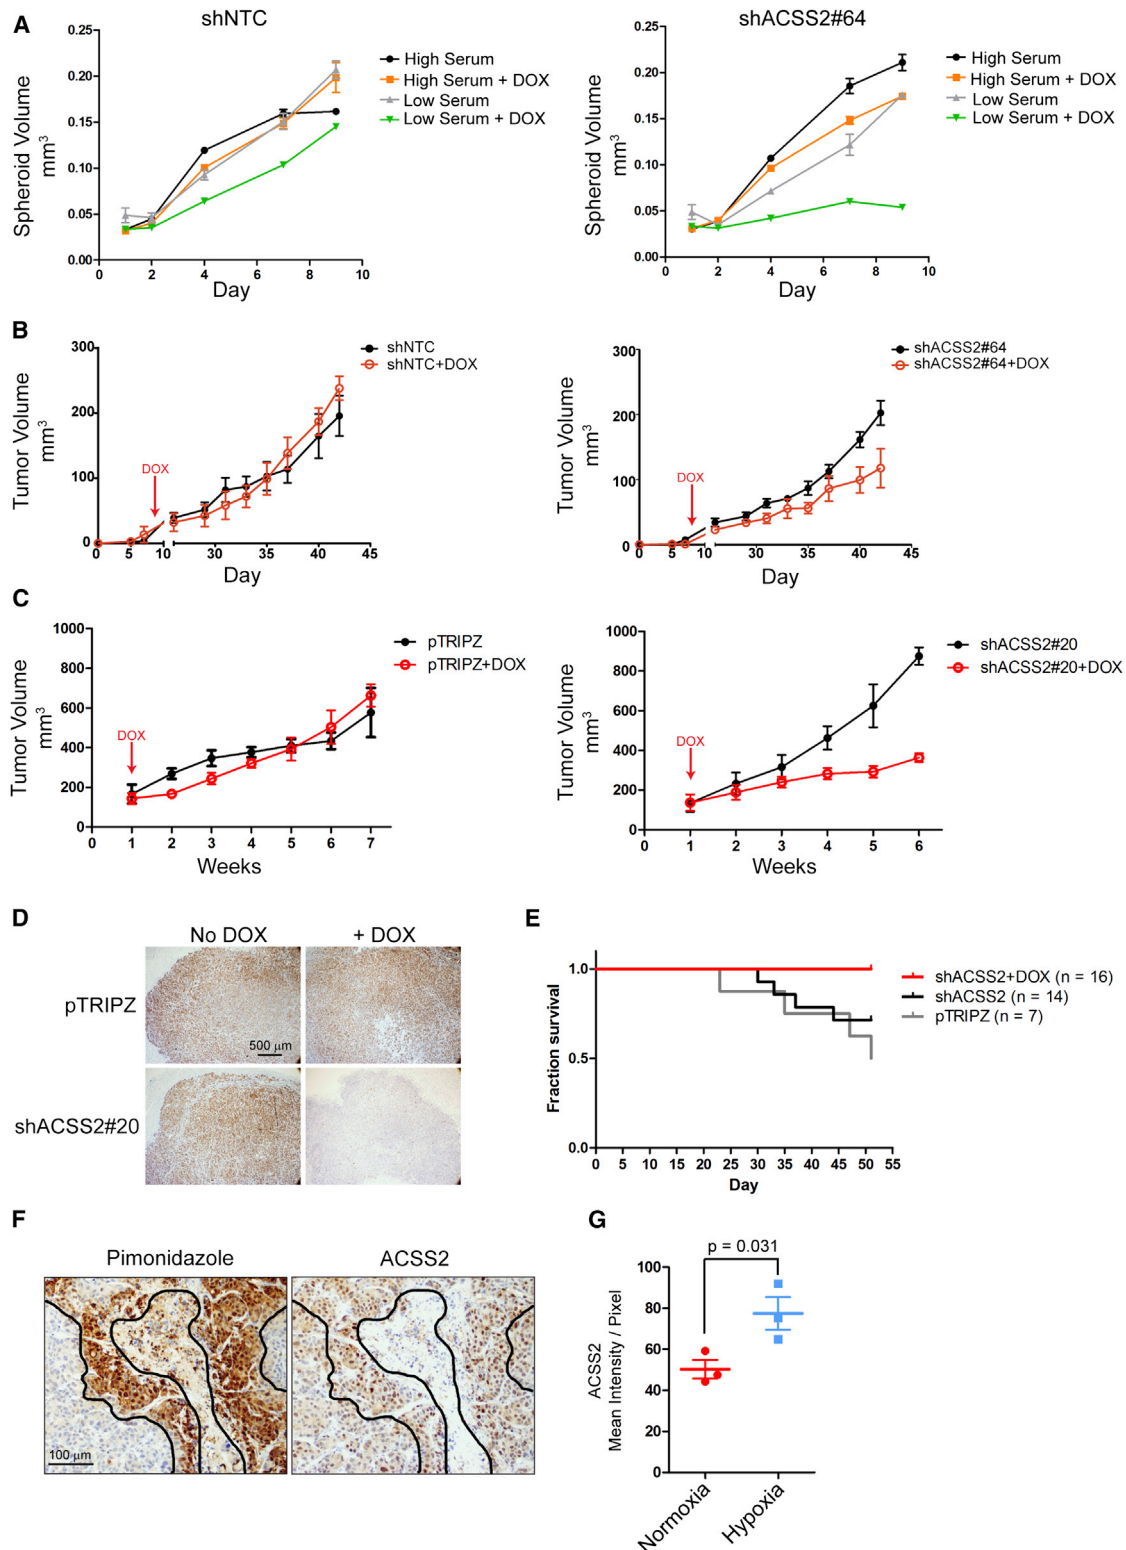 A
shNTC
Spheroid Volume
mm3
0.25
0.20
0.15
0.10
0.05
0.00
0 2 4 6 8 10
Day
High Serum
High Serum + DOX
Low Serum
Low Serum + DOX
shACSS2#64
Spheroid Volume
mm3
0.25
0.20
0.15
0.10
0.05
0.00
0 2 4 6 8 10
Day
High Serum
High Serum + DOX
Low Serum
Low Serum + DOX
B
Tumor Volume
mm3
300
200
100
0
0 5 10 30 35 40 45
Day
DOX
shNTC
shNTC+DOX
Tumor Volume
mm3
300
200
100
0
0 5 10 30 35 40 45
Day
DOX
shACSS2#64
shACSS2#64+DOX
C
Tumor Volume
mm3
1000
800
600
400
200
0
0 1 2 3 4 5 6 7
Weeks
DOX
pTRIPZ
pTRIPZ+DOX
Tumor Volume
mm3
1000
800
600
400
200
0
0 1 2 3 4 5 6
Weeks
DOX
shACSS2#20
shACSS2#20+DOX
D
No DOX + DOX
pTRIPZ
500 µm
shACSS2#20
E
Fraction survival
1.0
0.5
0.0
0 5 10 15 20 25 30 35 40 45 50 55
Day
shACSS2+DOX (n = 16)
shACSS2 (n = 14)
pTRIPZ (n = 7)
F
Pimonidazole
ACSS2
100 µm
G
p = 0.031
ACSS2
Mean Intensity / Pixel
100
80
60
40
20
0
Normoxia
Hypoxia